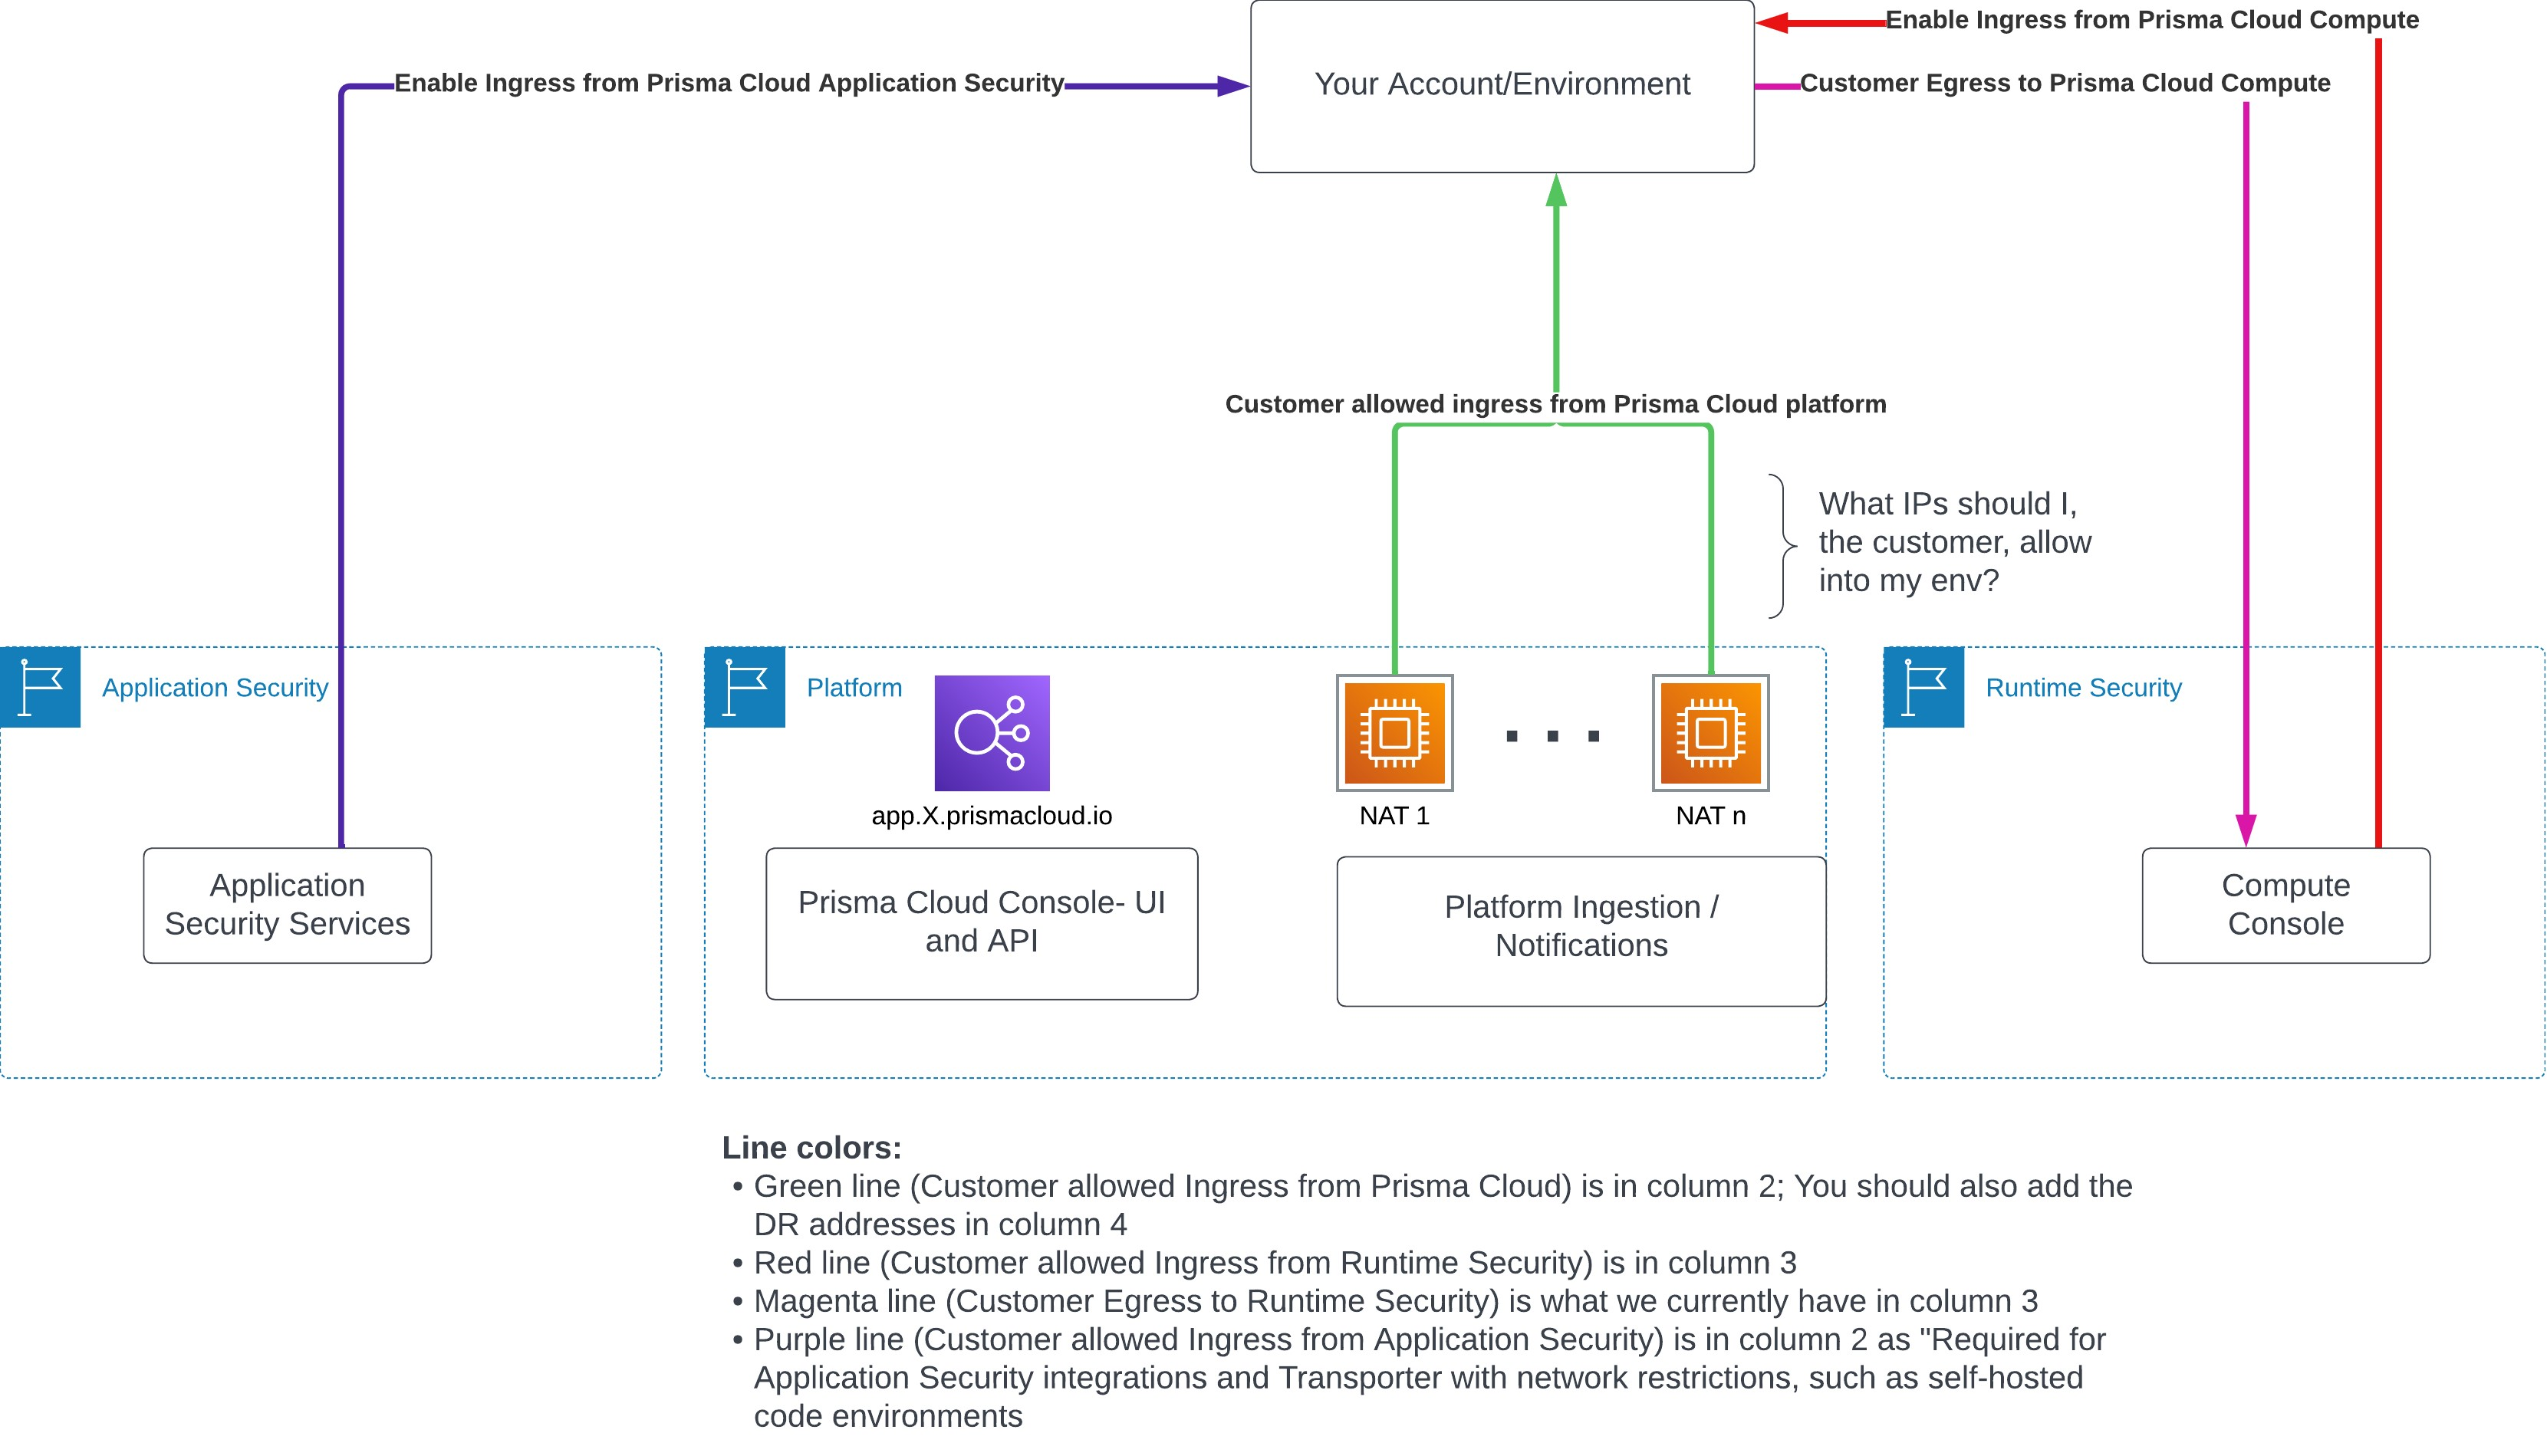 Enable Ingress from Prisma Cloud Compute
Enable Ingress from Prisma Cloud Application Security
Your Account/Environment
Customer Egress to Prisma Cloud Compute
Customer allowed ingress from Prisma Cloud platform
What IPs should I,
the customer, allow
into my env?
Application Security
Platform
Runtime Security
app.X.prismacloud.io
NAT 1
NAT n
Application
Security Services
Prisma Cloud Console- UI
and API
Platform Ingestion /
Notifications
Compute
Console
Line colors:
• Green line (Customer allowed Ingress from Prisma Cloud) is in column 2; You should also add the
DR addresses in column 4
• Red line (Customer allowed Ingress from Runtime Security) is in column 3
• Magenta line (Customer Egress to Runtime Security) is what we currently have in column 3
• Purple line (Customer allowed Ingress from Application Security) is in column 2 as "Required for
Application Security integrations and Transporter with network restrictions, such as self-hosted
code environments